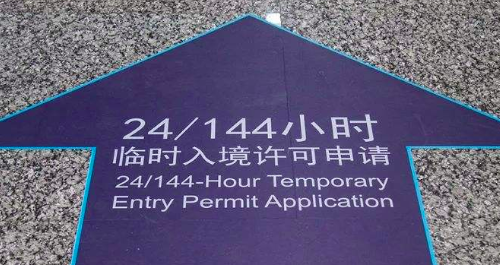 24/144小时
临时入境许可申请
24/144-Hour Temporary
Entry Permit Application